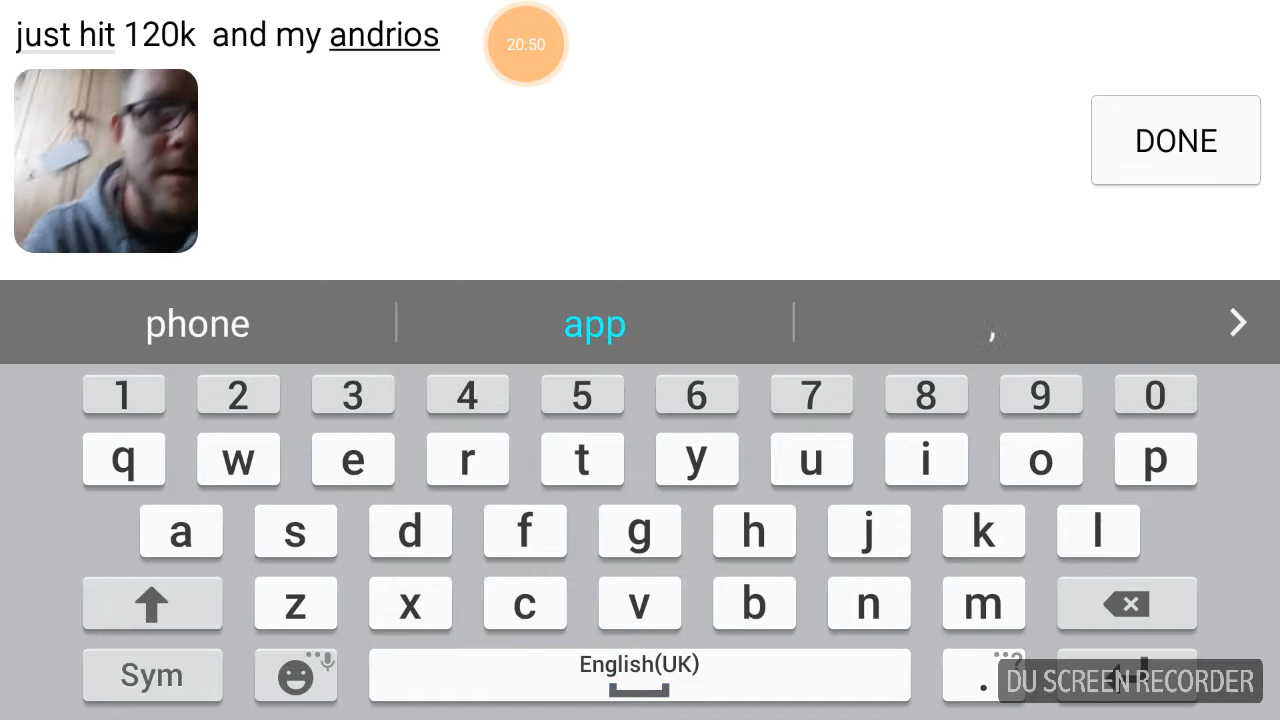 just hit 120k  and my andrios
20:50
DONE
phone app ,
1 2 3 4 5 6 7 8 9 0
q w e r t y u i o p
a s d f g h j k l
z x c v b n m
English(UK)
Sym . ?
DU SCREEN RECORDER